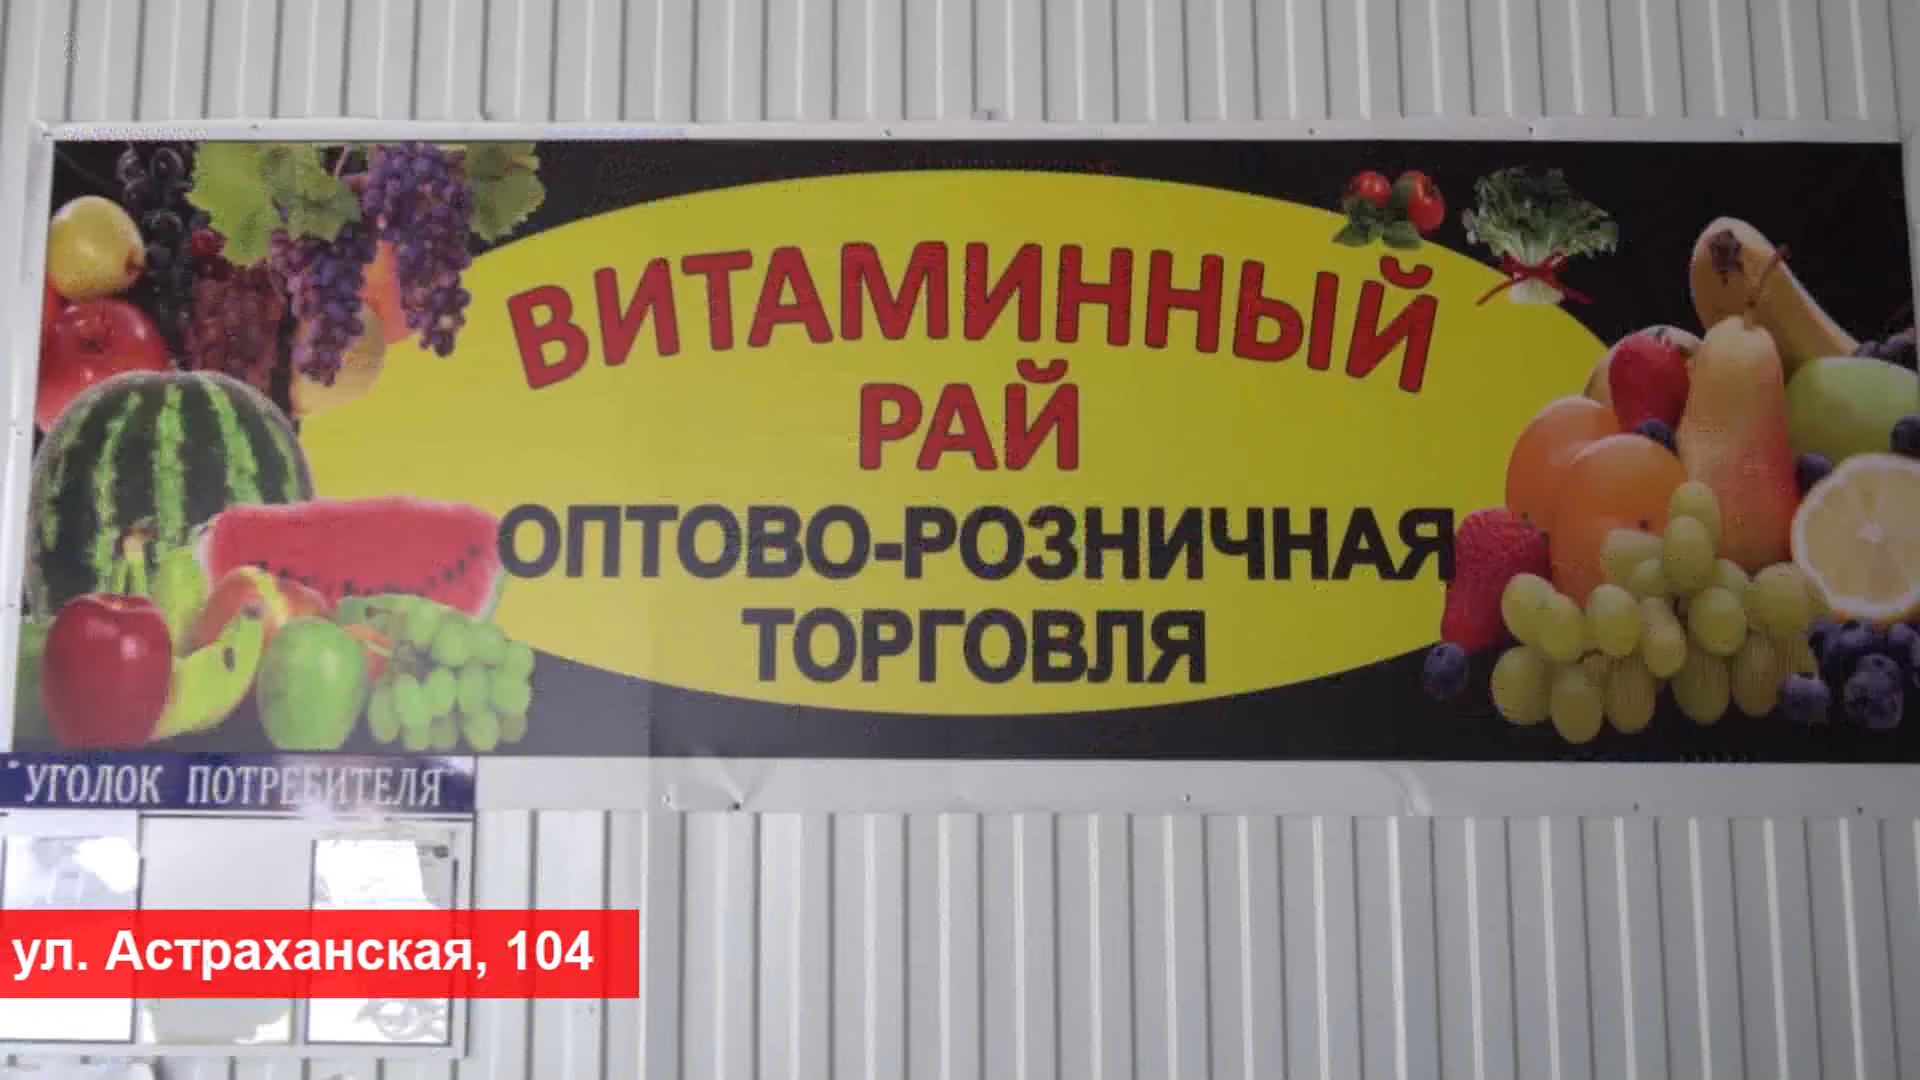 ВИТАМИННЫЙ
РАЙ
ОПТОВО-РОЗНИЧНАЯ
ТОРГОВЛЯ
"УГОЛОК ПОТРЕБИТЕЛЯ"
ул. Астраханская, 104